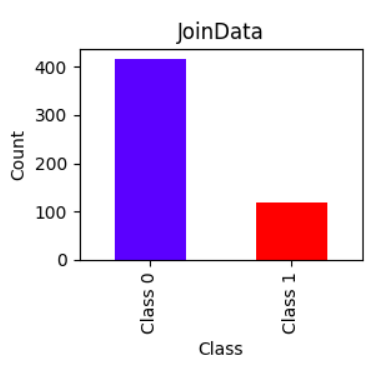 JoinData
400
300
200
100
0
Count
Class 0
Class 1
Class